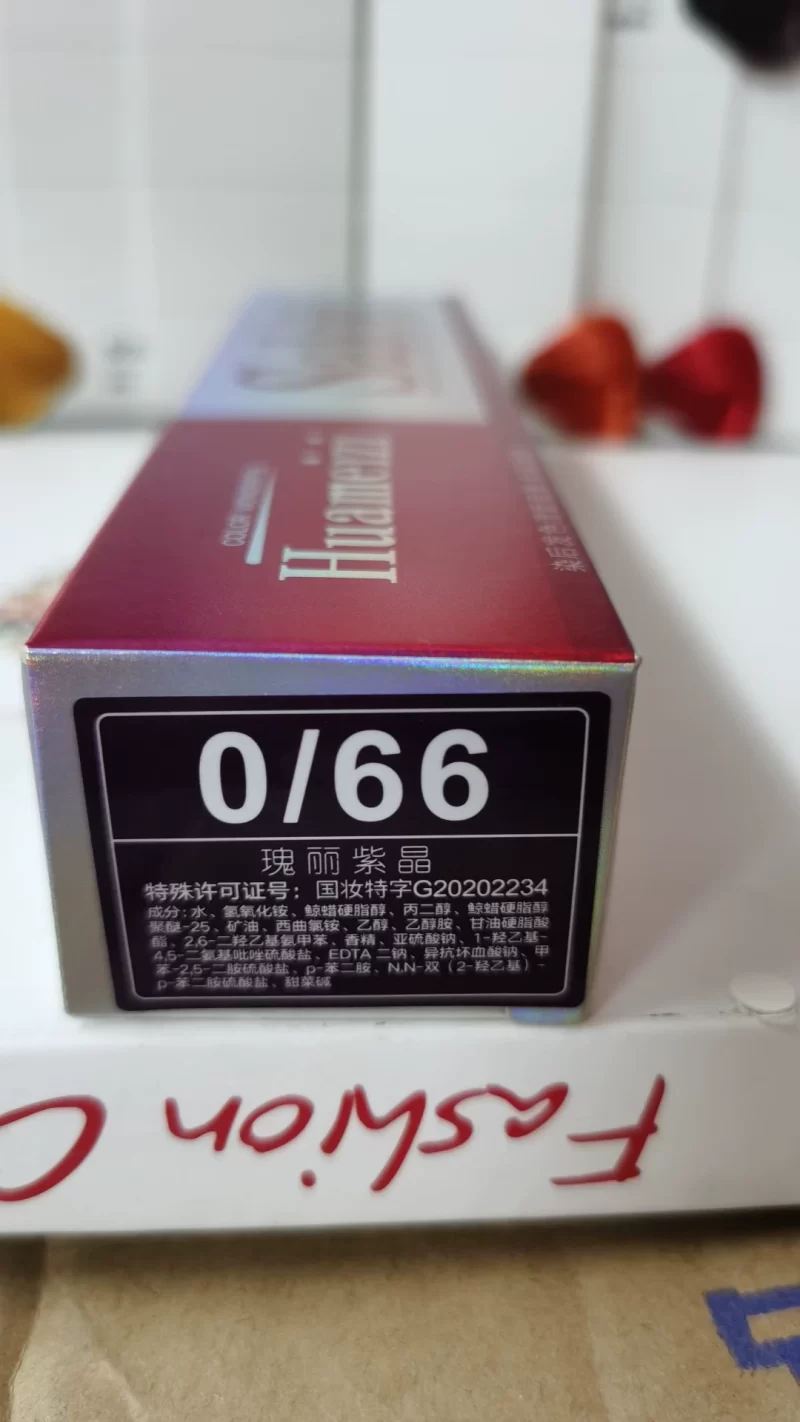 COLOR
Huameizi
染后发色
0/66
瑰丽紫晶
特殊许可证号：国妆特字G20202234
成分：水、氢氧化铵、鲸蜡硬脂醇、丙二醇、鲸蜡硬脂醇
聚醚-25、矿油、西曲氯铵、乙醇、乙醇胺、甘油硬脂酸
酯、2,6-二羟乙基氨甲苯、香精、亚硫酸钠、1-羟乙基-
4,5-二氨基吡唑硫酸盐、EDTA 二钠、异抗坏血酸钠、甲
苯-2,5-二胺硫酸盐、p-苯二胺、N,N-双（2-羟乙基）-
p-苯二胺硫酸盐、甜菜碱
Fashion C